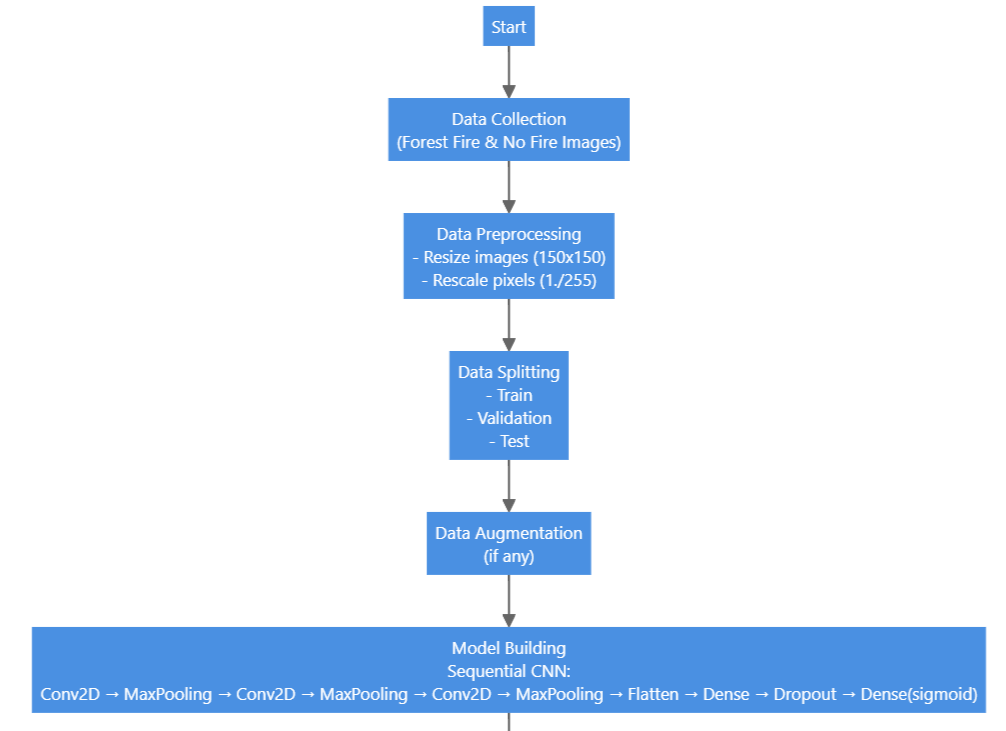 Start
Data Collection
(Forest Fire & No Fire Images)
Data Preprocessing
- Resize images (150x150)
- Rescale pixels (1./255)
Data Splitting
- Train
- Validation
- Test
Data Augmentation
(if any)
Model Building
Sequential CNN:
Conv2D → MaxPooling → Conv2D → MaxPooling → Conv2D → MaxPooling → Flatten → Dense → Dropout → Dense(sigmoid)